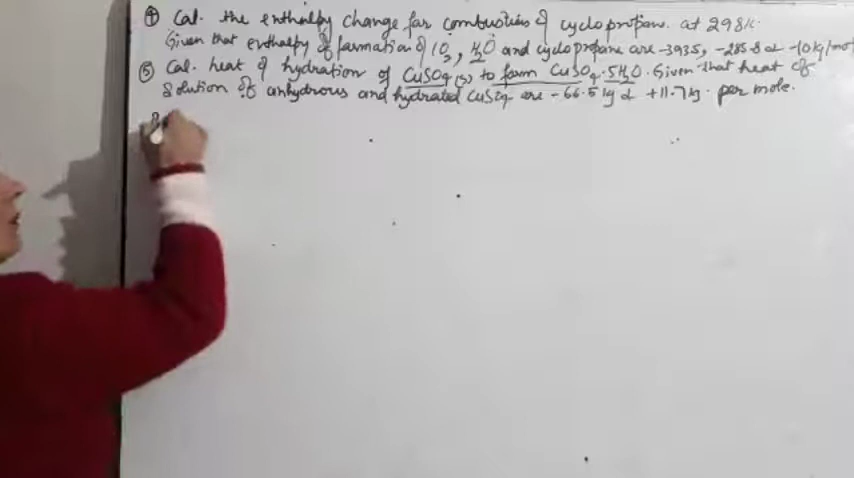 ④ Cal. the enthalpy change for combustion of cyclopropane. at 298K.
Given that enthalpy of formation of CO2, H2O and cyclopropane are -393.5, -285.8 & -10 kJ/mol
⑤ Cal. heat of hydration of CuSO4(s) to form CuSO4·5H2O. Given that heat of
solution of anhydrous and hydrated CuSO4 are -66.5 kJ & +11.7 kJ. per mole.